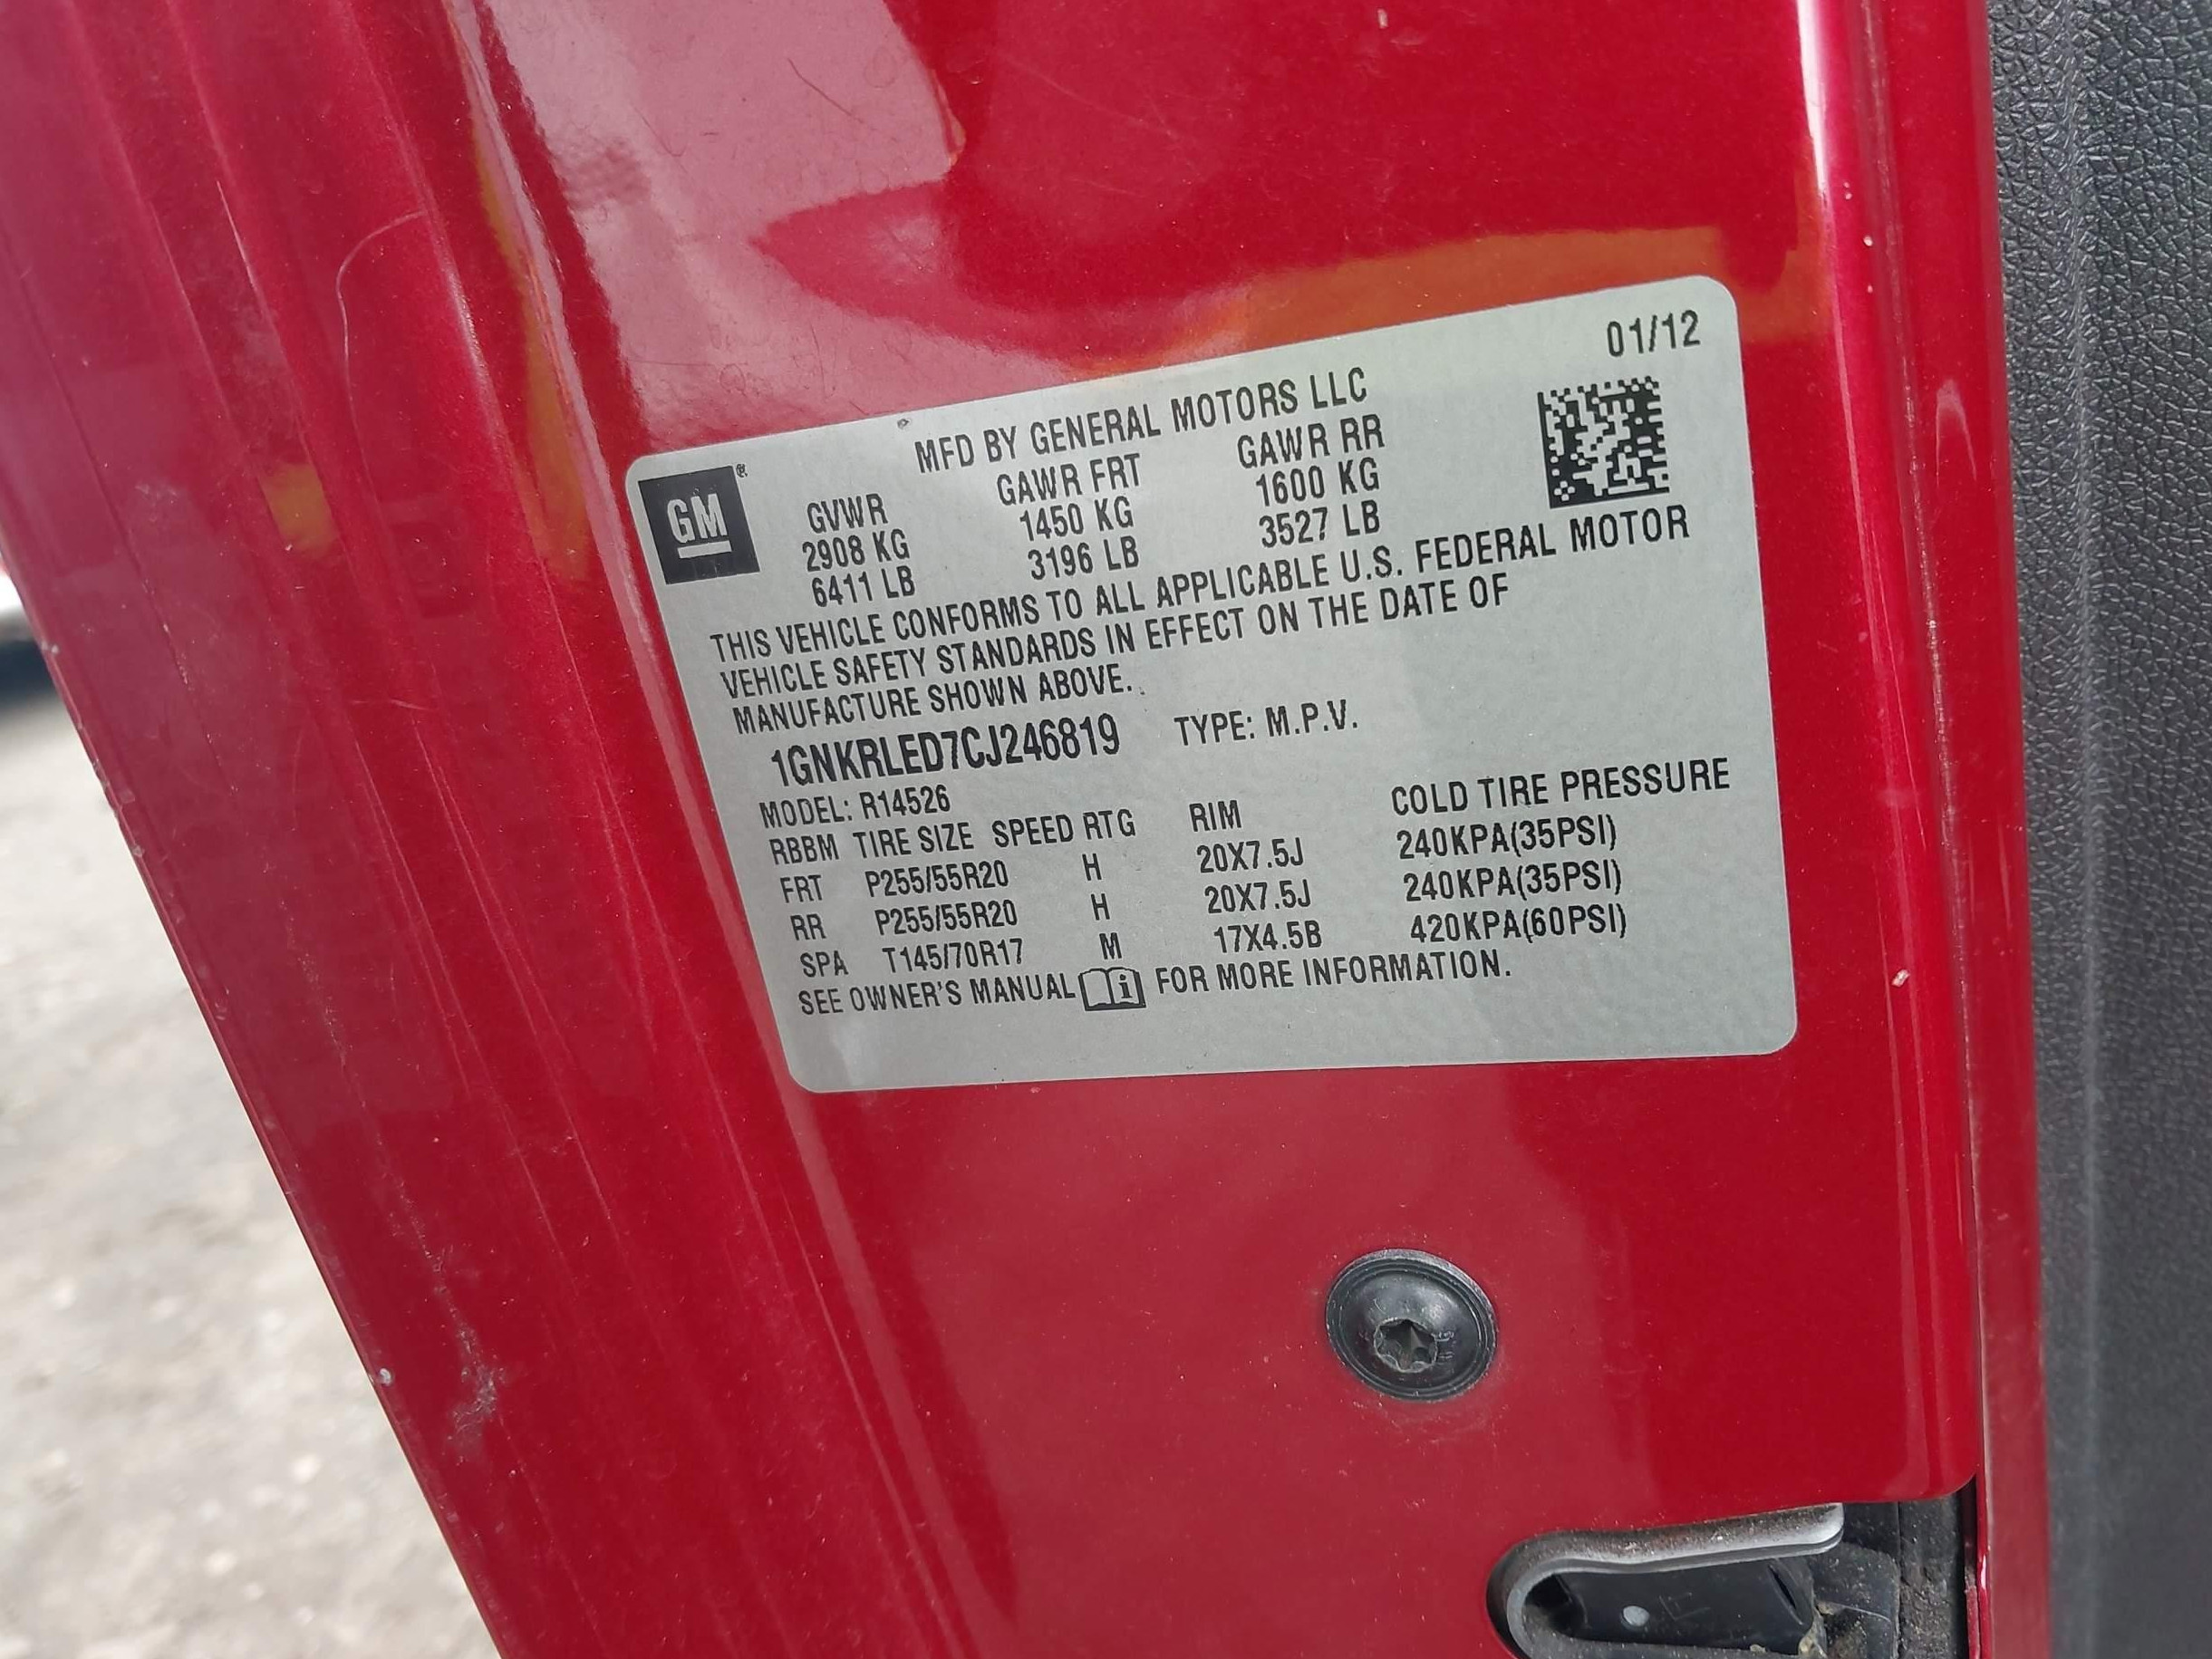 01/12
MFD BY GENERAL MOTORS LLC
GM®
GVWR GAWR FRT GAWR RR
2908 KG 1450 KG 1600 KG
6411 LB 3196 LB 3527 LB
THIS VEHICLE CONFORMS TO ALL APPLICABLE U.S. FEDERAL MOTOR
VEHICLE SAFETY STANDARDS IN EFFECT ON THE DATE OF
MANUFACTURE SHOWN ABOVE.
1GNKRLED7CJ246819 TYPE: M.P.V.
MODEL: R14526
RBBM TIRE SIZE SPEED RTG RIM COLD TIRE PRESSURE
FRT P255/55R20 H 20X7.5J 240KPA(35PSI)
RR P255/55R20 H 20X7.5J 240KPA(35PSI)
SPA T145/70R17 M 17X4.5B 420KPA(60PSI)
SEE OWNER'S MANUAL i FOR MORE INFORMATION.